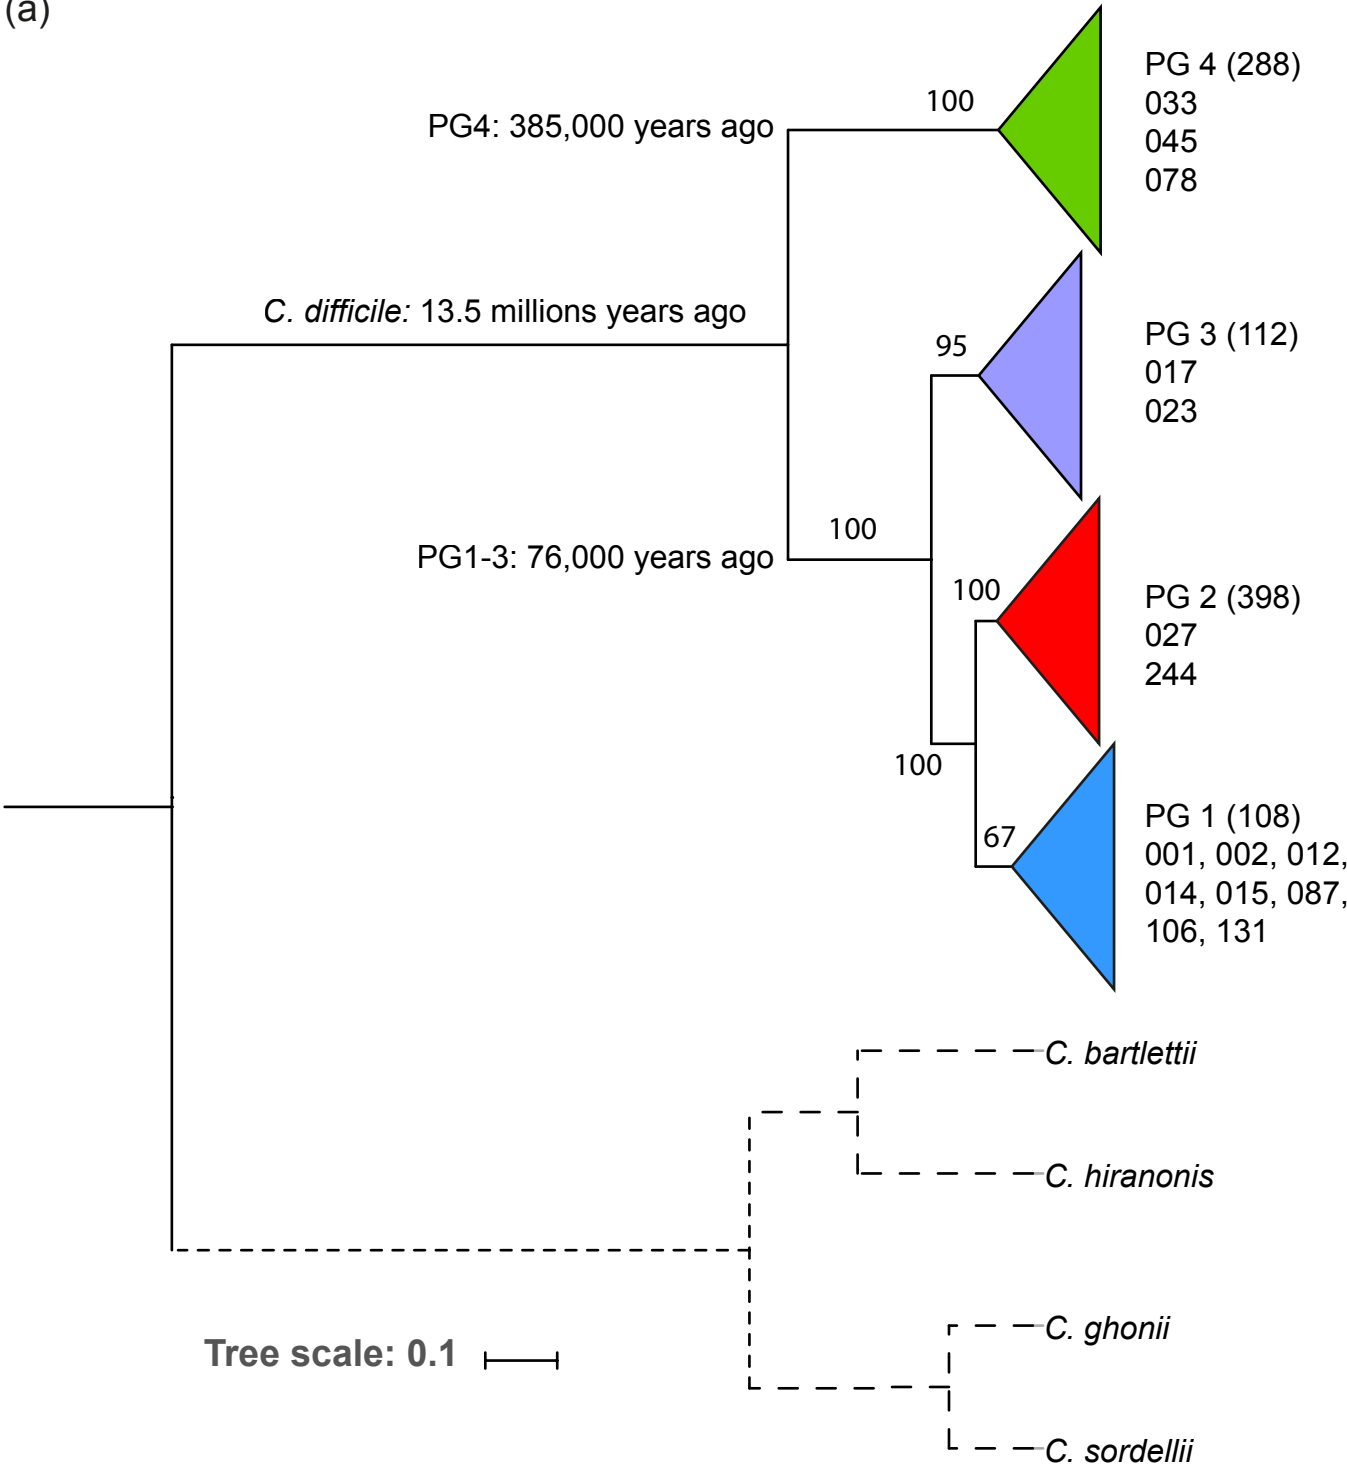 (a)
PG 4 (288)
033
045
078
100
PG4: 385,000 years ago
C. difficile: 13.5 millions years ago
95
PG 3 (112)
017
023
100
PG1-3: 76,000 years ago
100
PG 2 (398)
027
244
100
67
PG 1 (108)
001, 002, 012,
014, 015, 087,
106, 131
C. bartlettii
C. hiranonis
C. ghonii
Tree scale: 0.1
C. sordellii